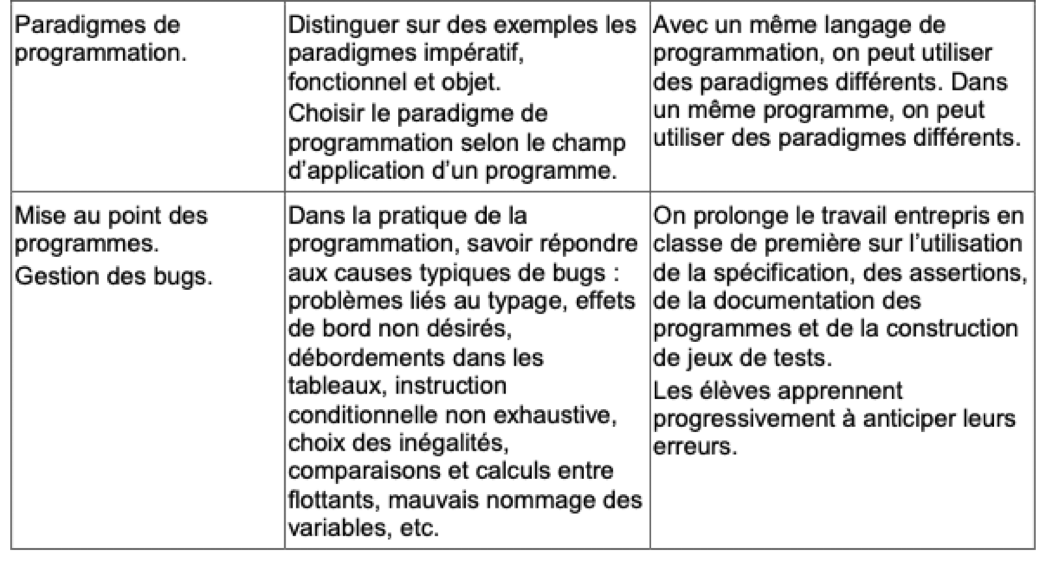 Paradigmes de
programmation.
Distinguer sur des exemples les
paradigmes impératif,
fonctionnel et objet.
Choisir le paradigme de
programmation selon le champ
d'application d'un programme.
Avec un même langage de
programmation, on peut utiliser
des paradigmes différents. Dans
un même programme, on peut
utiliser des paradigmes différents.
Mise au point des
programmes.
Gestion des bugs.
Dans la pratique de la
programmation, savoir répondre
aux causes typiques de bugs :
problèmes liés au typage, effets
de bord non désirés,
débordements dans les
tableaux, instruction
conditionnelle non exhaustive,
choix des inégalités,
comparaisons et calculs entre
flottants, mauvais nommage des
variables, etc.
On prolonge le travail entrepris en
classe de première sur l'utilisation
de la spécification, des assertions,
de la documentation des
programmes et de la construction
de jeux de tests.
Les élèves apprennent
progressivement à anticiper leurs
erreurs.